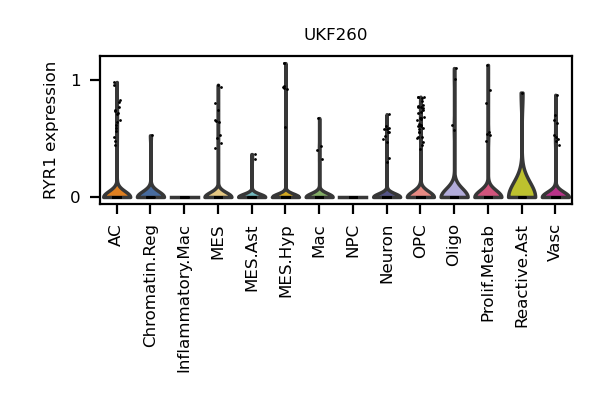 UKF260
RYR1 expression
1
0
AC
Chromatin.Reg
Inflammatory.Mac
MES
MES.Ast
MES.Hyp
Mac
NPC
Neuron
OPC
Oligo
Prolif.Metab
Reactive.Ast
Vasc